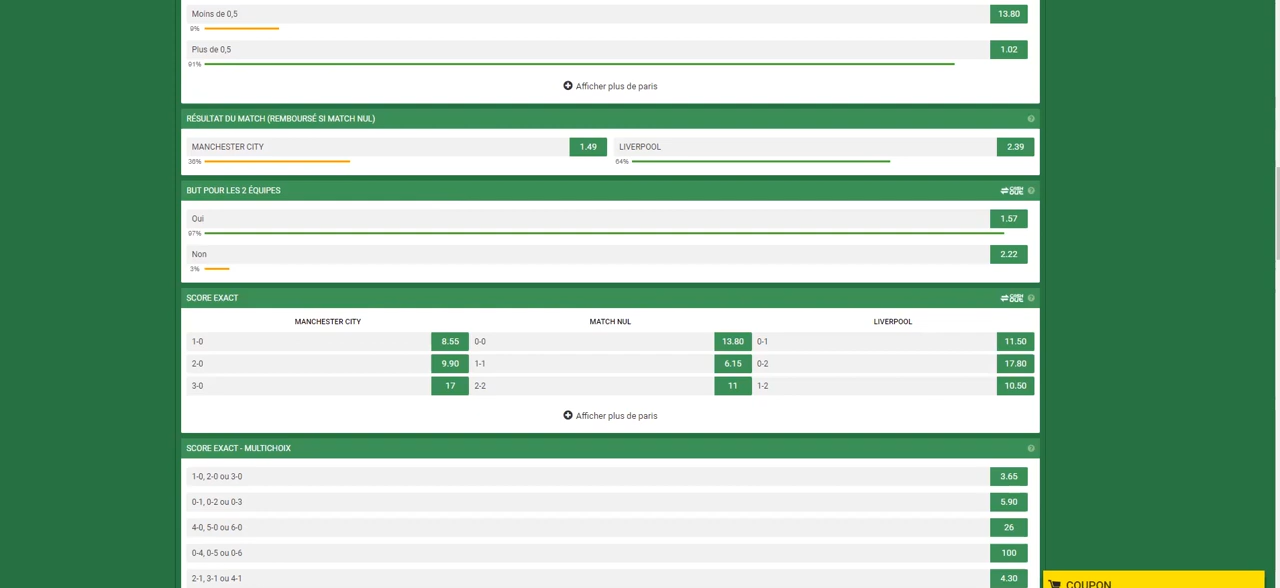 Moins de 0,5 13.80
9%
Plus de 0,5 1.02
91%
Afficher plus de paris
RÉSULTAT DU MATCH (REMBOURSÉ SI MATCH NUL)
MANCHESTER CITY 1.49 LIVERPOOL 2.39
36% 64%
BUT POUR LES 2 ÉQUIPES
Oui 1.57
97%
Non 2.22
3%
SCORE EXACT
MANCHESTER CITY MATCH NUL LIVERPOOL
1-0 8.55 0-0 13.80 0-1 11.50
2-0 9.90 1-1 6.15 0-2 17.80
3-0 17 2-2 11 1-2 10.50
Afficher plus de paris
SCORE EXACT - MULTICHOIX
1-0, 2-0 ou 3-0 3.65
0-1, 0-2 ou 0-3 5.90
4-0, 5-0 ou 6-0 26
0-4, 0-5 ou 0-6 100
2-1, 3-1 ou 4-1 4.30
COUPON